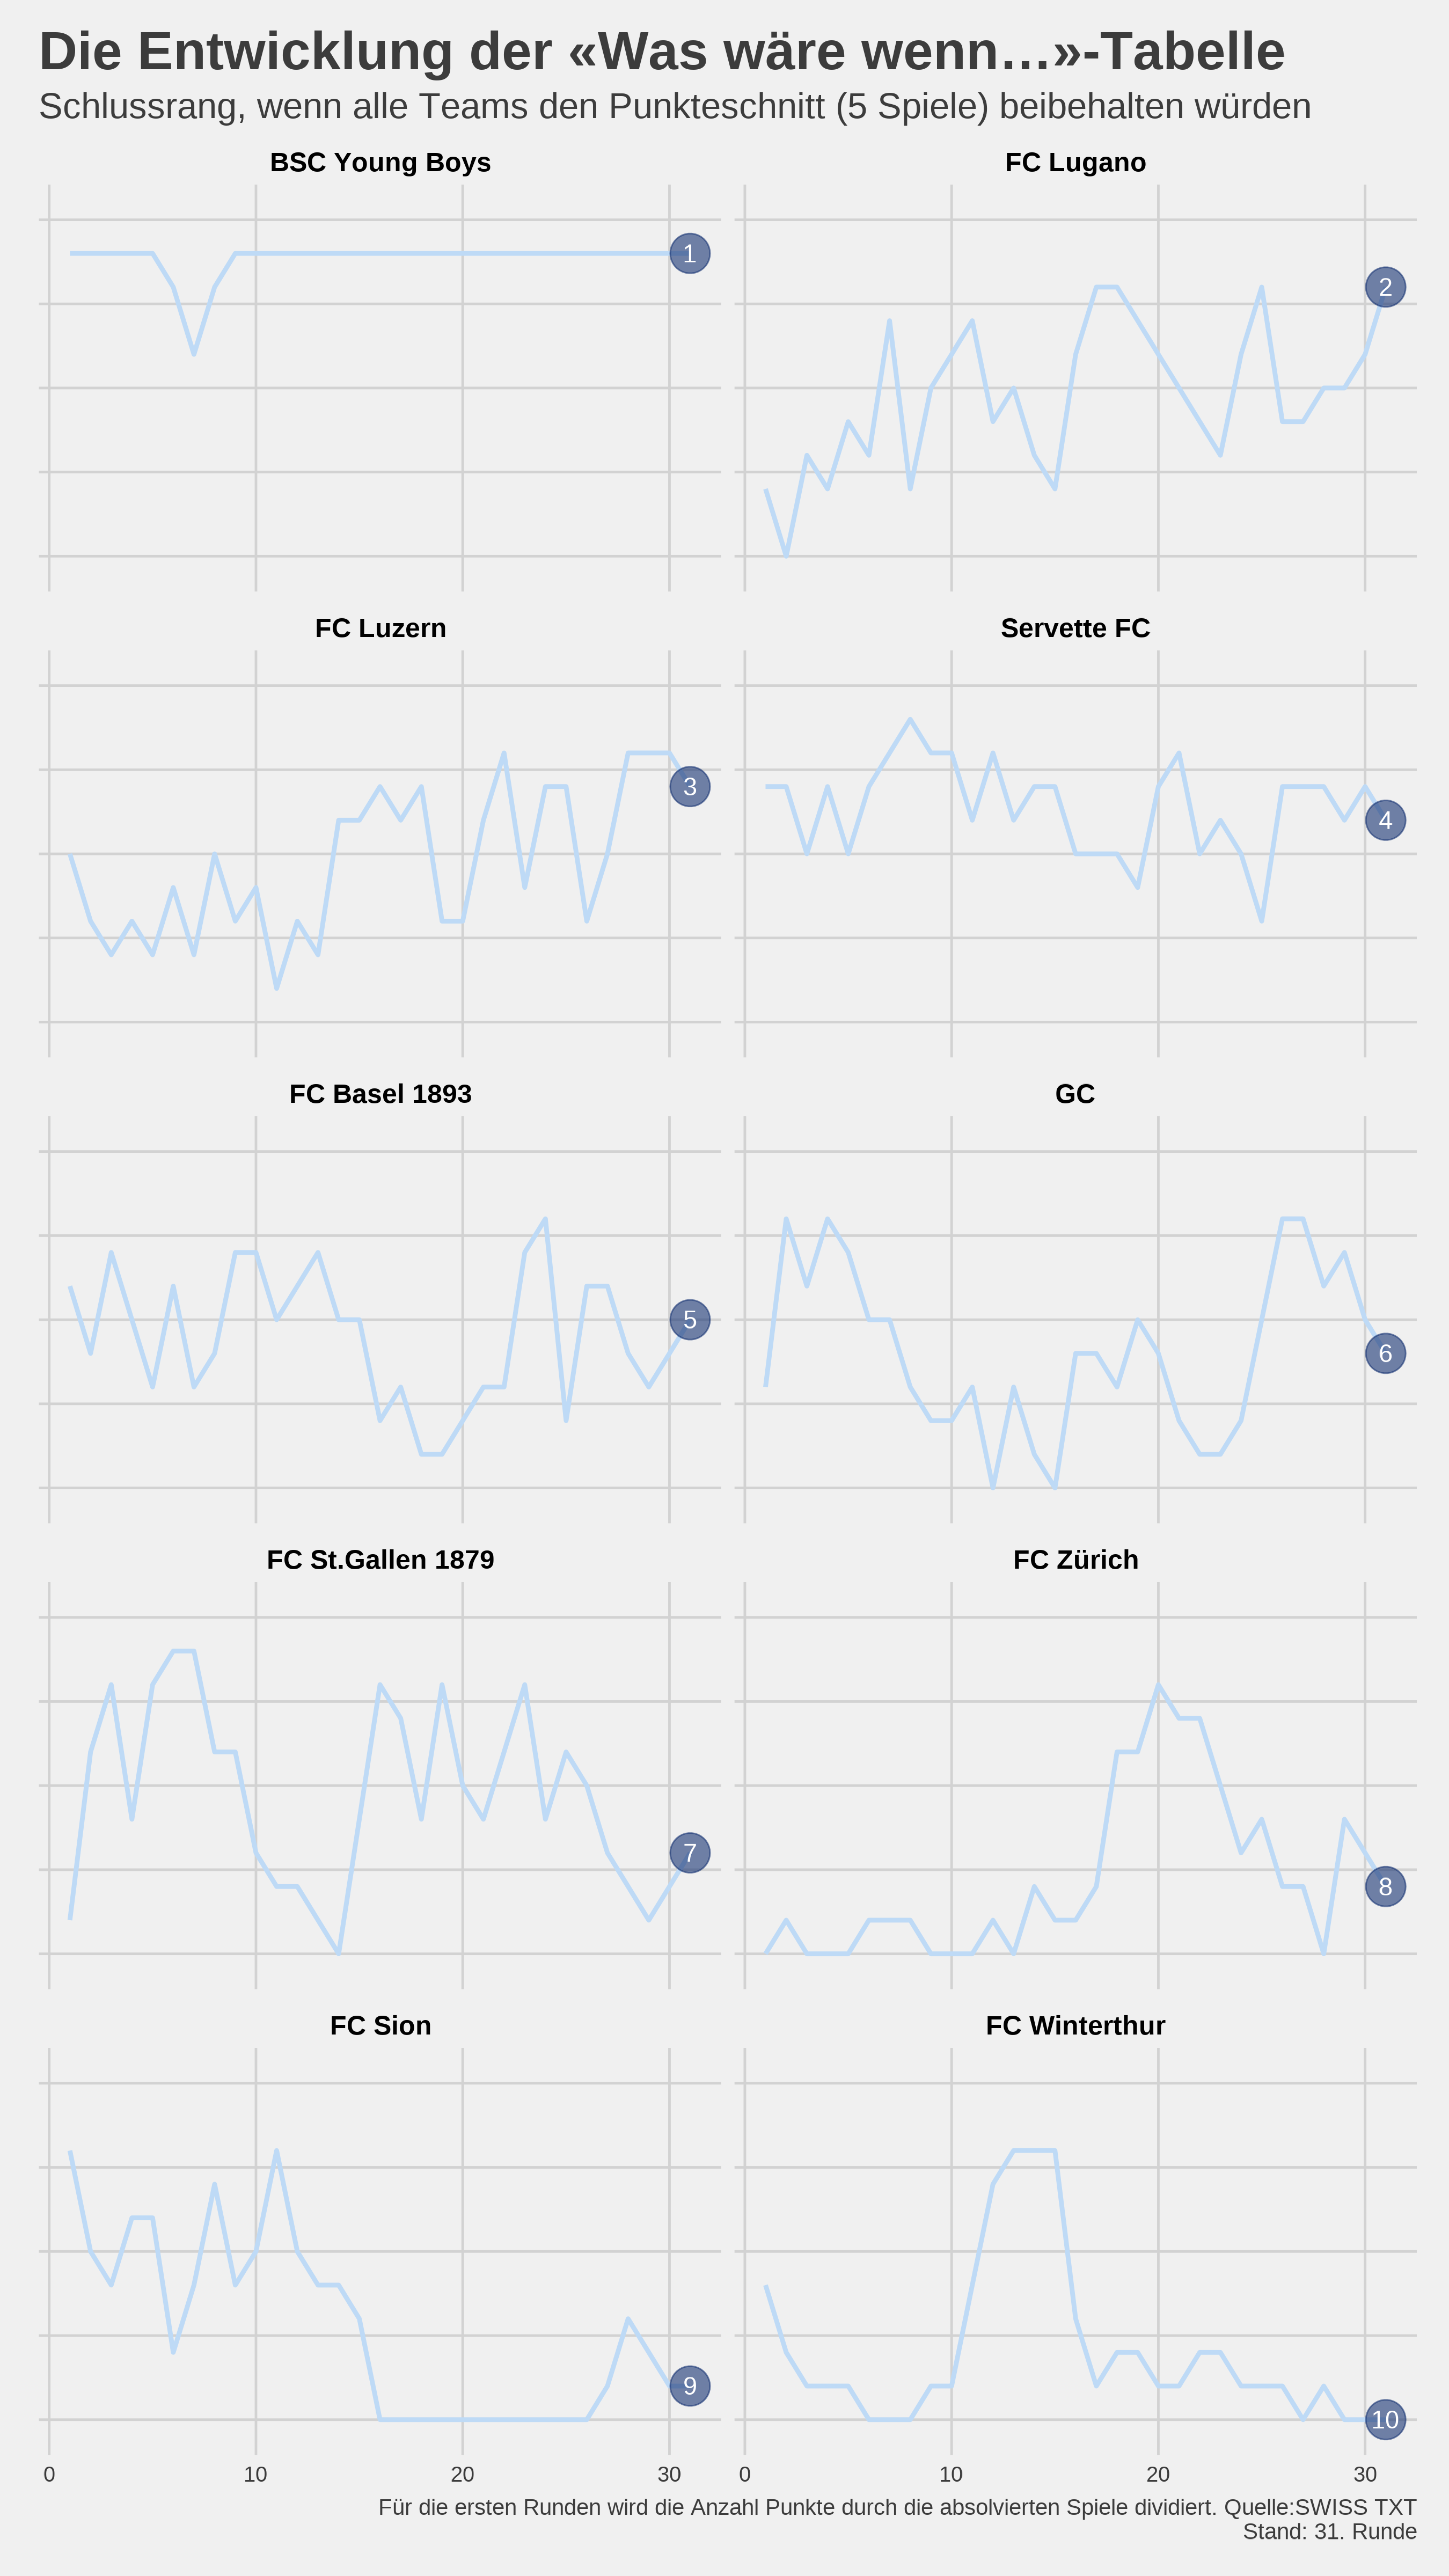 Die Entwicklung der «Was wäre wenn…»-Tabelle
Schlussrang, wenn alle Teams den Punkteschnitt (5 Spiele) beibehalten würden
BSC Young Boys
1
FC Lugano
2
FC Luzern
3
Servette FC
4
FC Basel 1893
5
GC
6
FC St.Gallen 1879
7
FC Zürich
8
FC Sion
9
FC Winterthur
10
0 10 20 30 0 10 20 30
Für die ersten Runden wird die Anzahl Punkte durch die absolvierten Spiele dividiert. Quelle:SWISS TXT
Stand: 31. Runde